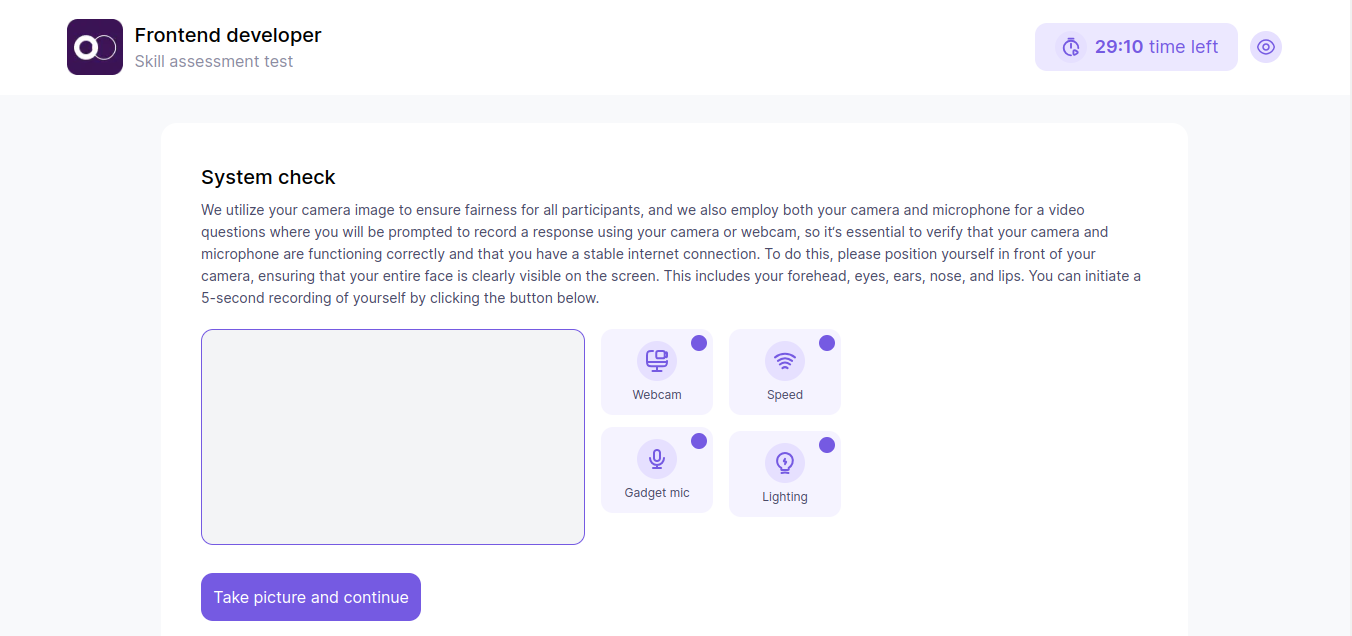 Frontend developer
Skill assessment test
29:10 time left
System check
We utilize your camera image to ensure fairness for all participants, and we also employ both your camera and microphone for a video
questions where you will be prompted to record a response using your camera or webcam, so it's essential to verify that your camera and
microphone are functioning correctly and that you have a stable internet connection. To do this, please position yourself in front of your
camera, ensuring that your entire face is clearly visible on the screen. This includes your forehead, eyes, ears, nose, and lips. You can initiate a
5-second recording of yourself by clicking the button below.
Webcam
Speed
Gadget mic
Lighting
Take picture and continue